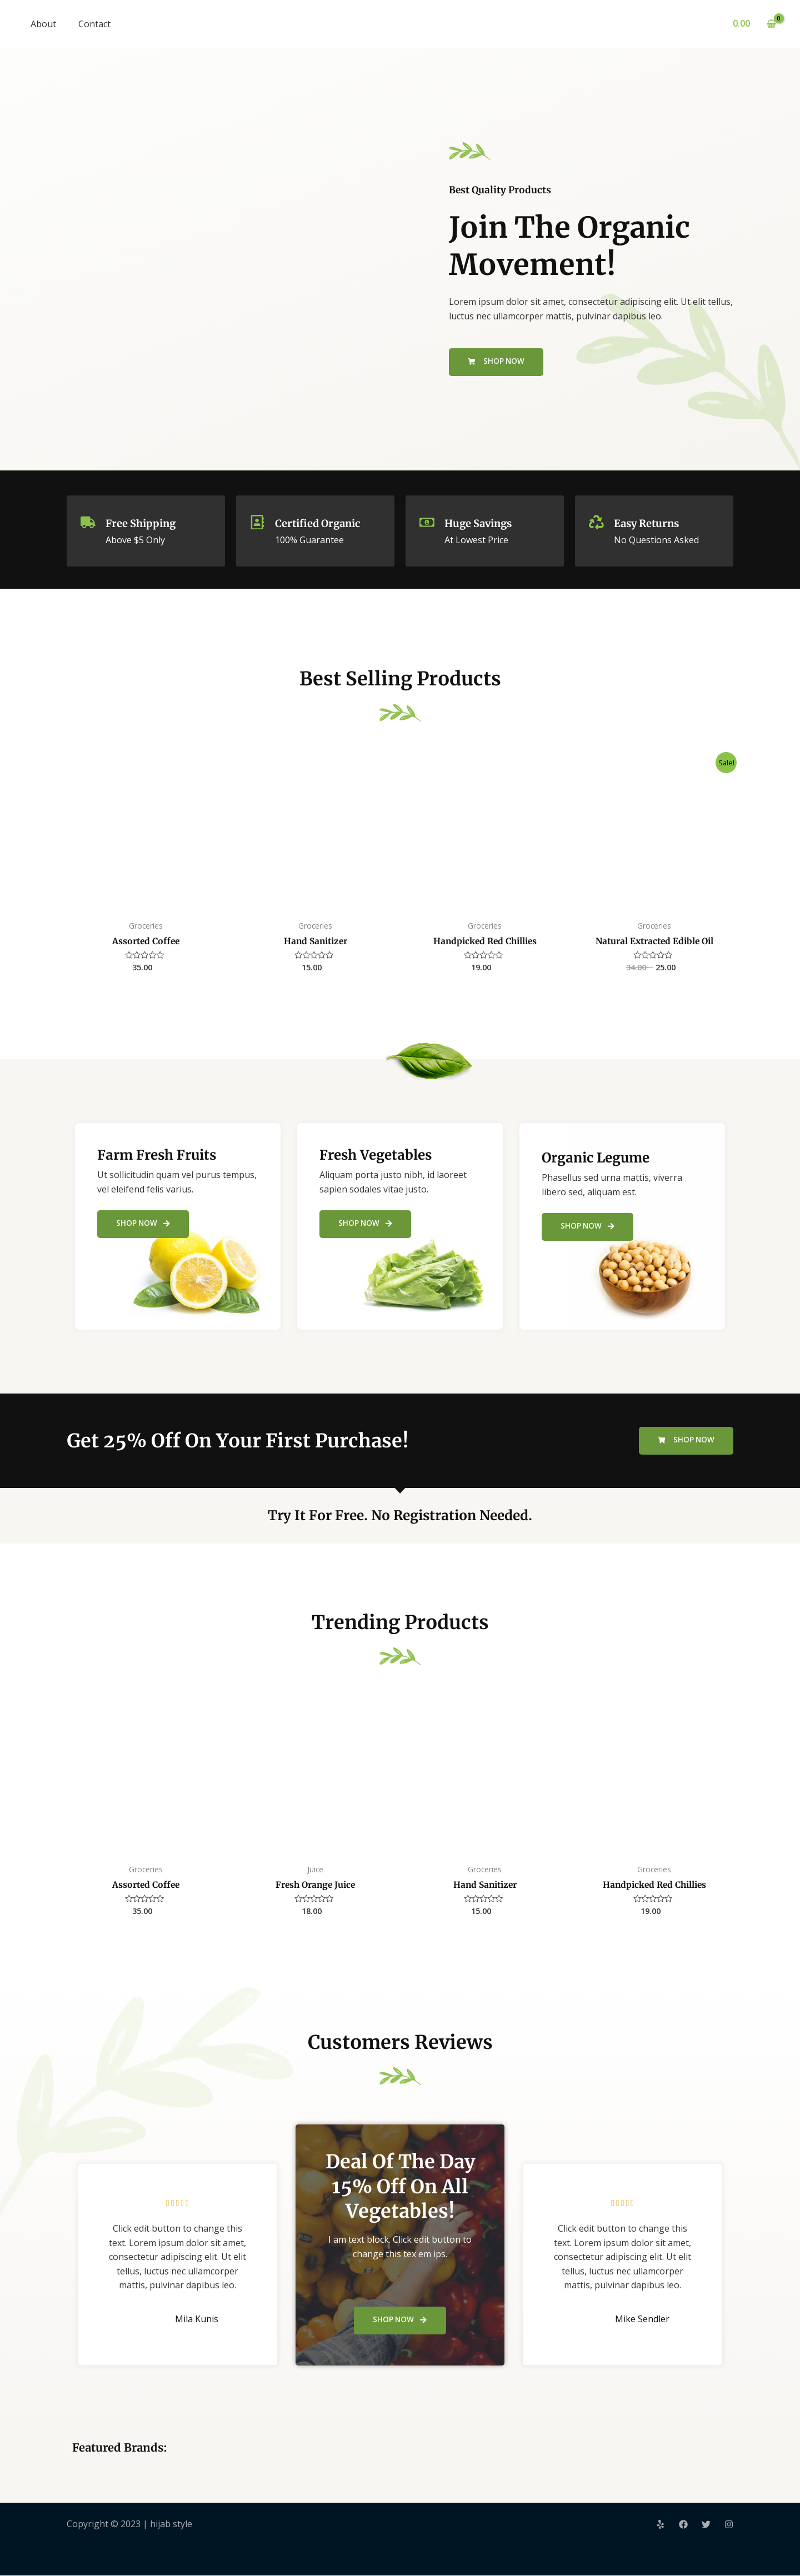 About Contact 0.00 0
Best Quality Products
Join The Organic
Movement!
Lorem ipsum dolor sit amet, consectetur adipiscing elit. Ut elit tellus,
luctus nec ullamcorper mattis, pulvinar dapibus leo.
SHOP NOW
Free Shipping
Above $5 Only
Certified Organic
100% Guarantee
Huge Savings
At Lowest Price
Easy Returns
No Questions Asked
Best Selling Products
Sale!
Groceries
Assorted Coffee
35.00
Groceries
Hand Sanitizer
15.00
Groceries
Handpicked Red Chillies
19.00
Groceries
Natural Extracted Edible Oil
34.00 25.00
Farm Fresh Fruits
Ut sollicitudin quam vel purus tempus,
vel eleifend felis varius.
SHOP NOW
Fresh Vegetables
Aliquam porta justo nibh, id laoreet
sapien sodales vitae justo.
SHOP NOW
Organic Legume
Phasellus sed urna mattis, viverra
libero sed, aliquam est.
SHOP NOW
Get 25% Off On Your First Purchase!
SHOP NOW
Try It For Free. No Registration Needed.
Trending Products
Groceries
Assorted Coffee
35.00
Juice
Fresh Orange Juice
18.00
Groceries
Hand Sanitizer
15.00
Groceries
Handpicked Red Chillies
19.00
Customers Reviews
Click edit button to change this
text. Lorem ipsum dolor sit amet,
consectetur adipiscing elit. Ut elit
tellus, luctus nec ullamcorper
mattis, pulvinar dapibus leo.
Mila Kunis
Deal Of The Day
15% Off On All
Vegetables!
I am text block. Click edit button to
change this tex em ips.
SHOP NOW
Click edit button to change this
text. Lorem ipsum dolor sit amet,
consectetur adipiscing elit. Ut elit
tellus, luctus nec ullamcorper
mattis, pulvinar dapibus leo.
Mike Sendler
Featured Brands:
Copyright © 2023 | hijab style